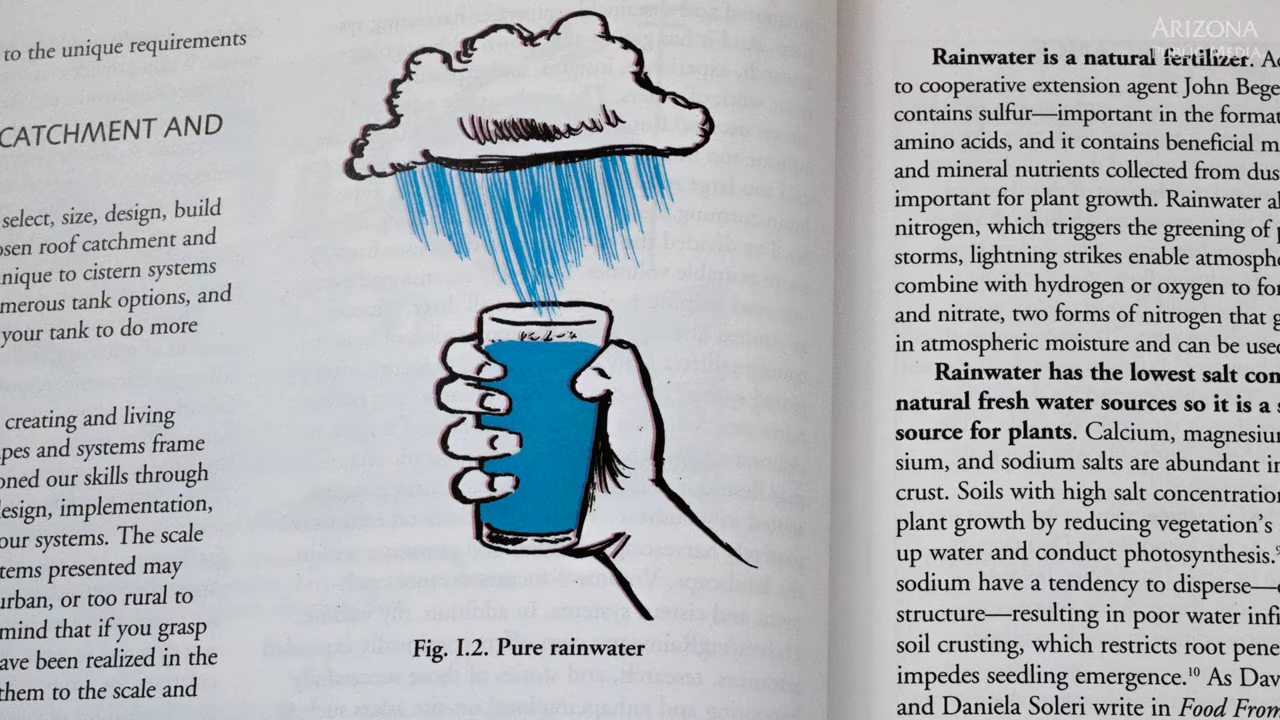 to the unique requirements
CATCHMENT AND
select, size, design, build
osen roof catchment and
nique to cistern systems
merous tank options, and
your tank to do more
creating and living
pes and systems frame
oned our skills through
design, implementation,
our systems. The scale
tems presented may
urban, or too rural to
mind that if you grasp
ave been realized in the
them to the scale and
Fig. I.2. Pure rainwater
ARIZONA
PUBLIC MEDIA
Rainwater is a natural fertilizer. Ac
to cooperative extension agent John Bege
contains sulfur—important in the format
amino acids, and it contains beneficial m
and mineral nutrients collected from dus
important for plant growth. Rainwater al
nitrogen, which triggers the greening of p
storms, lightning strikes enable atmosphe
combine with hydrogen or oxygen to for
and nitrate, two forms of nitrogen that g
in atmospheric moisture and can be used
Rainwater has the lowest salt con
natural fresh water sources so it is a s
source for plants. Calcium, magnesium
sium, and sodium salts are abundant in
crust. Soils with high salt concentration
plant growth by reducing vegetation's
up water and conduct photosynthesis.
sodium have a tendency to disperse—
structure—resulting in poor water infi
soil crusting, which restricts root pene
impedes seedling emergence.¹⁰ As Dav
and Daniela Soleri write in Food From